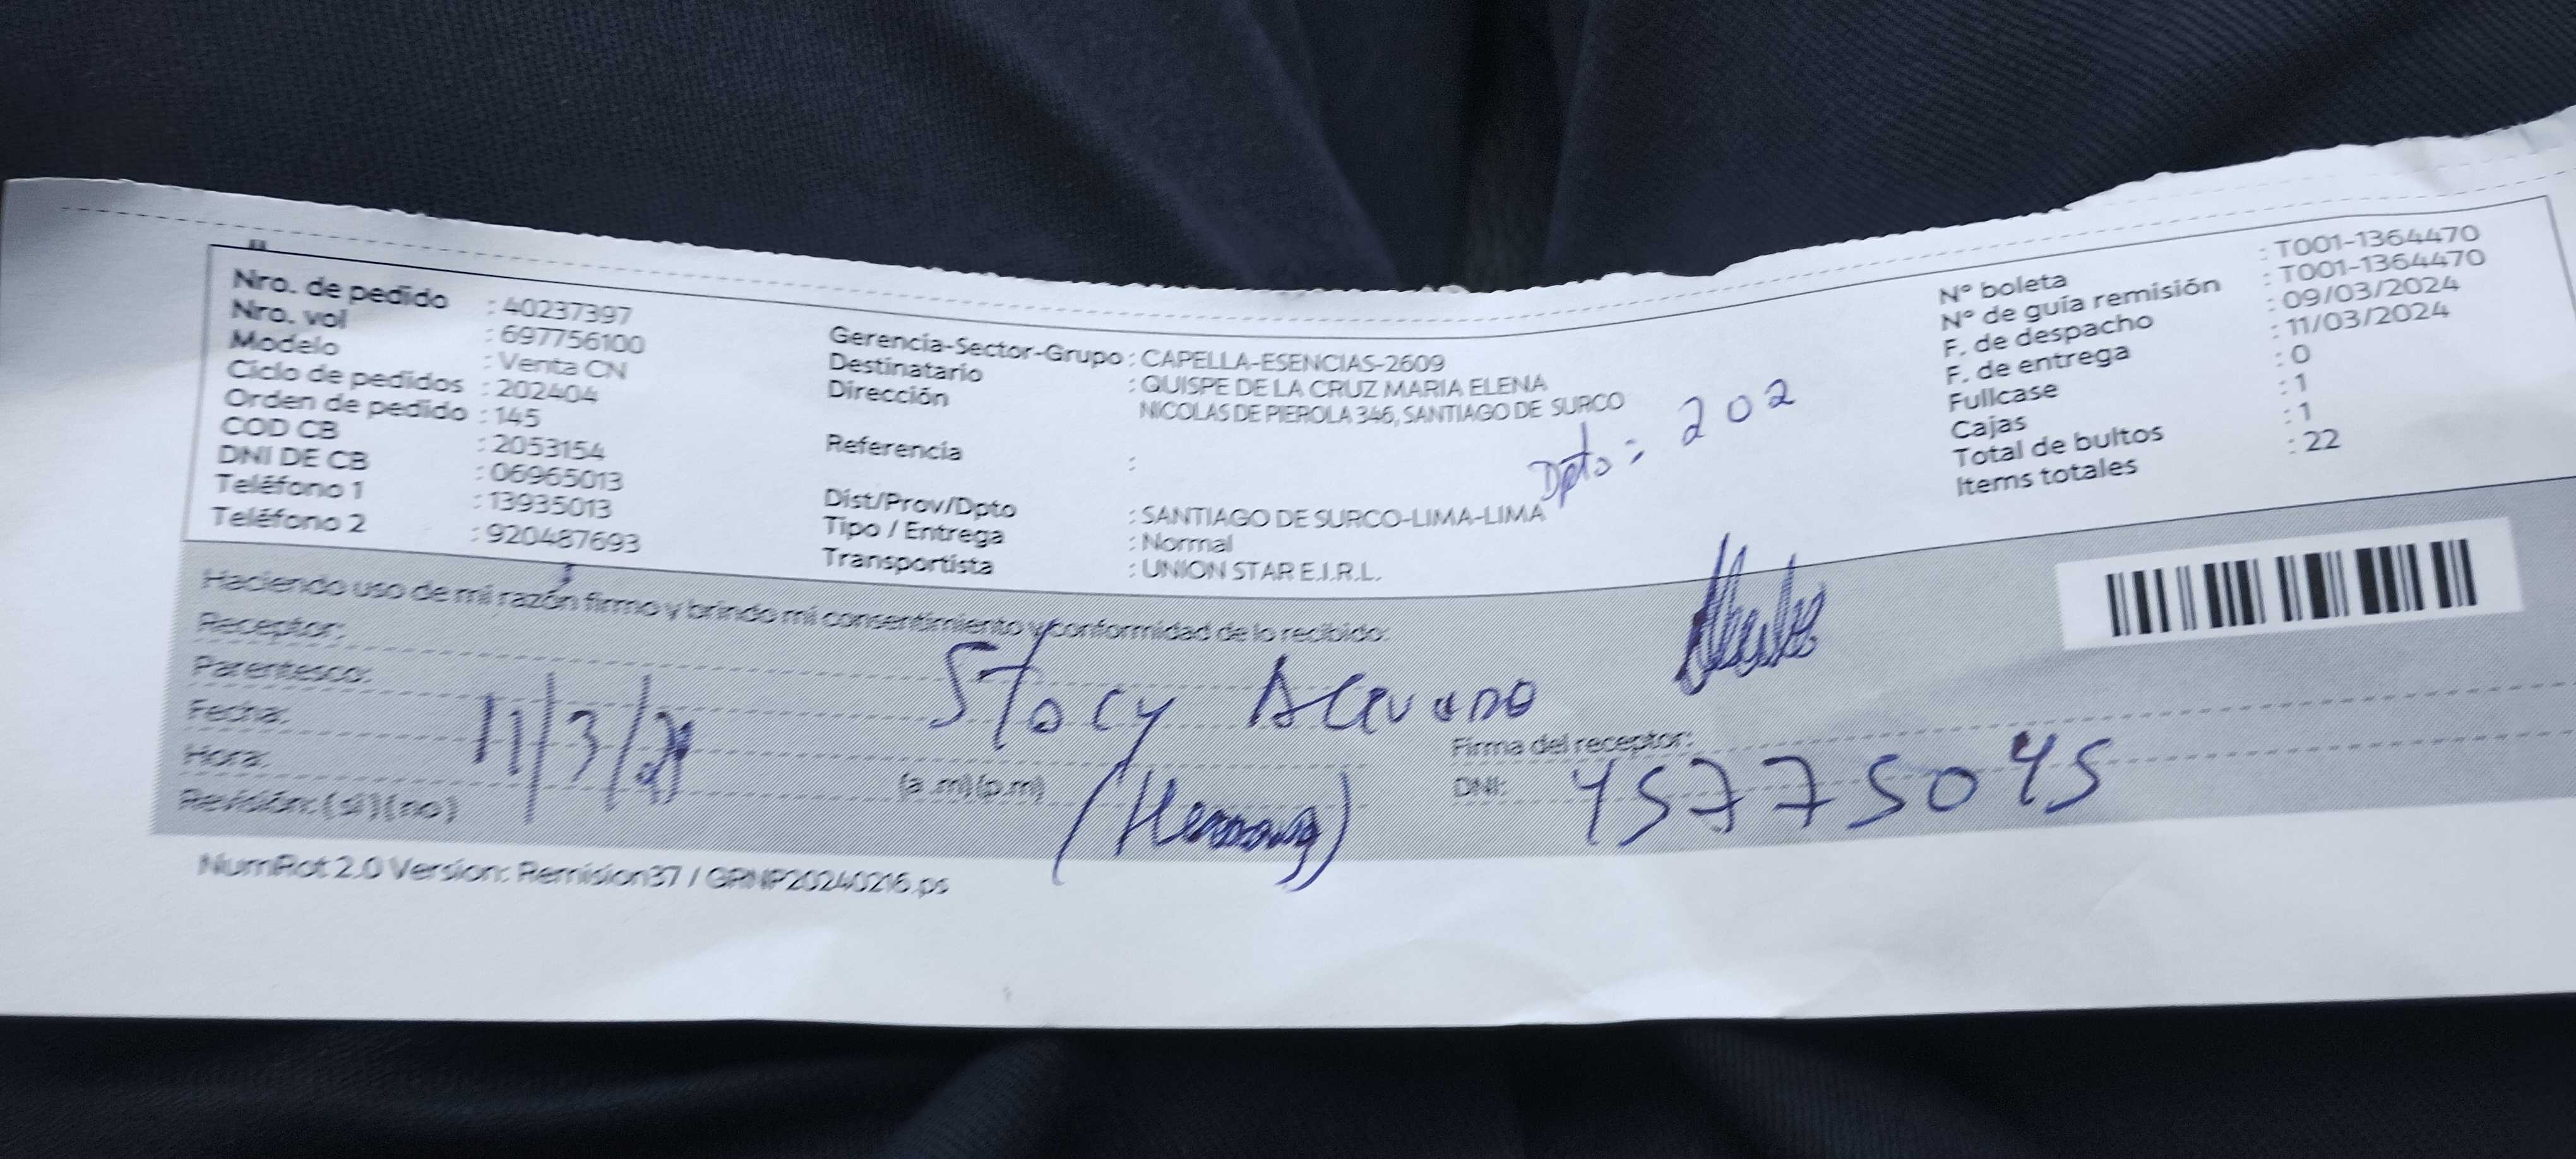 Nro. de pedido : 40237397
Nro. vol : 697756100
Modelo : Venta CN
Ciclo de pedidos : 202404
Orden de pedido : 145
COD CB : 2053154
DNI DE CB : 06965013
Teléfono 1 : 13935013
Teléfono 2 : 920487693
Gerencia-Sector-Grupo : CAPELLA-ESENCIAS-2609
Destinatario : QUISPE DE LA CRUZ MARIA ELENA
Dirección NICOLAS DE PIEROLA 346, SANTIAGO DE SURCO
Referencia :
Dpto: 202
Dist/Prov/Dpto : SANTIAGO DE SURCO-LIMA-LIMA
Tipo / Entrega : Normal
Transportista : UNION STAR E.I.R.L.
N° boleta : T001-1364470
N° de guía remisión : T001-1364470
F. de despacho : 09/03/2024
F. de entrega : 11/03/2024
Fullcase : 0
Cajas : 1
Total de bultos : 1
Items totales : 22
Haciendo uso de mi razón firmo y brindo mi consentimiento y conformidad de lo recibido:
Receptor:
Stacy
Parentesco:
Fecha: 11/3/
Firma del receptor:
Hora: (a.m)(p.m)
DNI: 45775045
Revisión: (si) (no)
NumRot 2.0 Version: Remision37 / GRNP20240216.ps